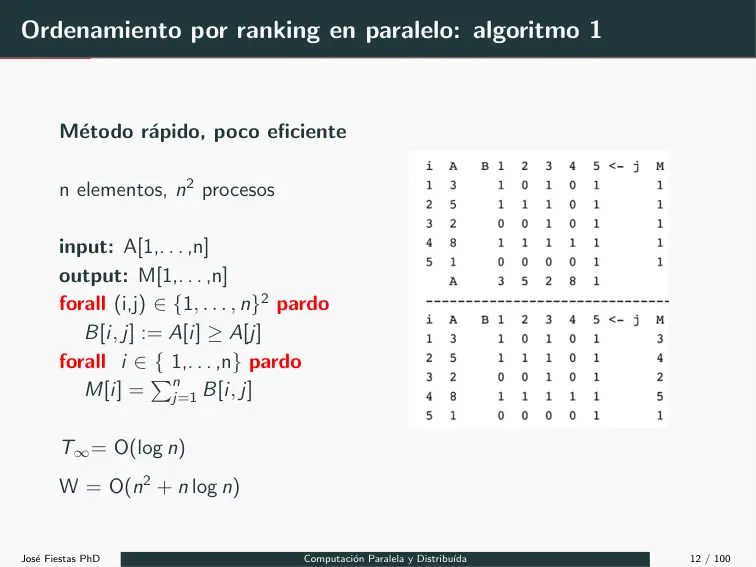 Ordenamiento por ranking en paralelo: algoritmo 1
Método rápido, poco eficiente
n elementos, n² procesos
input: A[1,...,n]
output: M[1,...,n]
forall (i,j) ∈ {1, . . . , n}² pardo
B[i, j] := A[i] ≥ A[j]
forall i ∈ { 1,...,n} pardo
M[i] = ∑ⁿⱼ₌₁ B[i, j]
T∞= O(log n)
W = O(n² + n log n)
i A B 1 2 3 4 5 <- j M
1 3 1 0 1 0 1 1
2 5 1 1 1 0 1 1
3 2 0 0 1 0 1 1
4 8 1 1 1 1 1 1
5 1 0 0 0 0 1 1
A 3 5 2 8 1
----------------------------------
i A B 1 2 3 4 5 <- j M
1 3 1 0 1 0 1 3
2 5 1 1 1 0 1 4
3 2 0 0 1 0 1 2
4 8 1 1 1 1 1 5
5 1 0 0 0 0 1 1
José Fiestas PhD
Computación Paralela y Distribuída
12 / 100